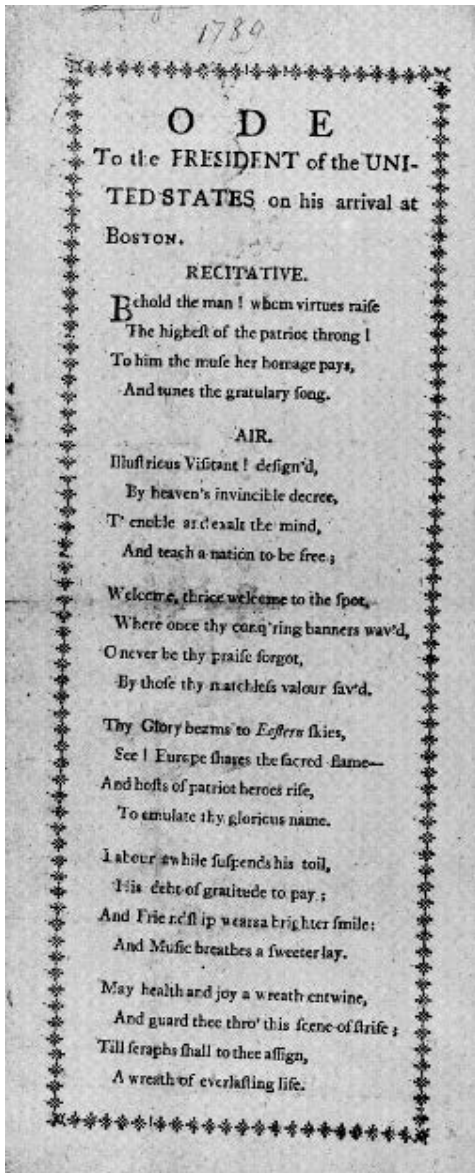 1789
ODE
To the PRESIDENT of the UNI-
TED STATES on his arrival at
BOSTON.
RECITATIVE.
Behold the man ! whom virtues raiſe
The higheſt of the patriot throng !
To him the muſe her homage pays,
And tunes the gratulary ſong.
AIR.
Illuſtrious Viſitant ! deſign'd,
By heaven's invincible decree,
T' enoble and exalt the mind,
And teach a nation to be free ;
Welcome, thrice welcome to the ſpot,
Where once thy conq'ring banners wav'd,
O never be thy praiſe forgot,
By thoſe thy matchleſs valour ſav'd.
Thy Glory beams to Eaſtern ſkies,
See ! Europe ſhares the ſacred flame—
And hoſts of patriot heroes riſe,
To emulate thy glorious name.
Labour awhile ſuſpends his toil,
His debt of gratitude to pay ;
And Friendſhip wears a brighter ſmile:
And Muſic breathes a ſweeter lay.
May health and joy a wreath entwine,
And guard thee thro' this ſcene of ſtrife ;
Till ſeraphs ſhall to thee aſſign,
A wreath of everlaſting life.